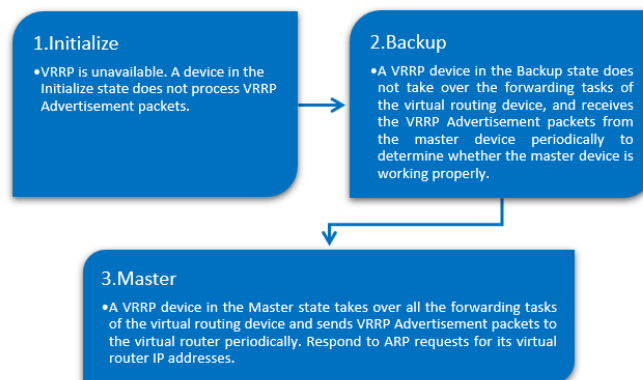 1.Initialize
•VRRP is unavailable. A device in the
Initialize state does not process VRRP
Advertisement packets.
2.Backup
•A VRRP device in the Backup state does
not take over the forwarding tasks of
the virtual routing device, and receives
the VRRP Advertisement packets from
the master device periodically to
determine whether the master device is
working properly.
3.Master
•A VRRP device in the Master state takes over all the forwarding tasks
of the virtual routing device and sends VRRP Advertisement packets to
the virtual router periodically. Respond to ARP requests for its virtual
router IP addresses.